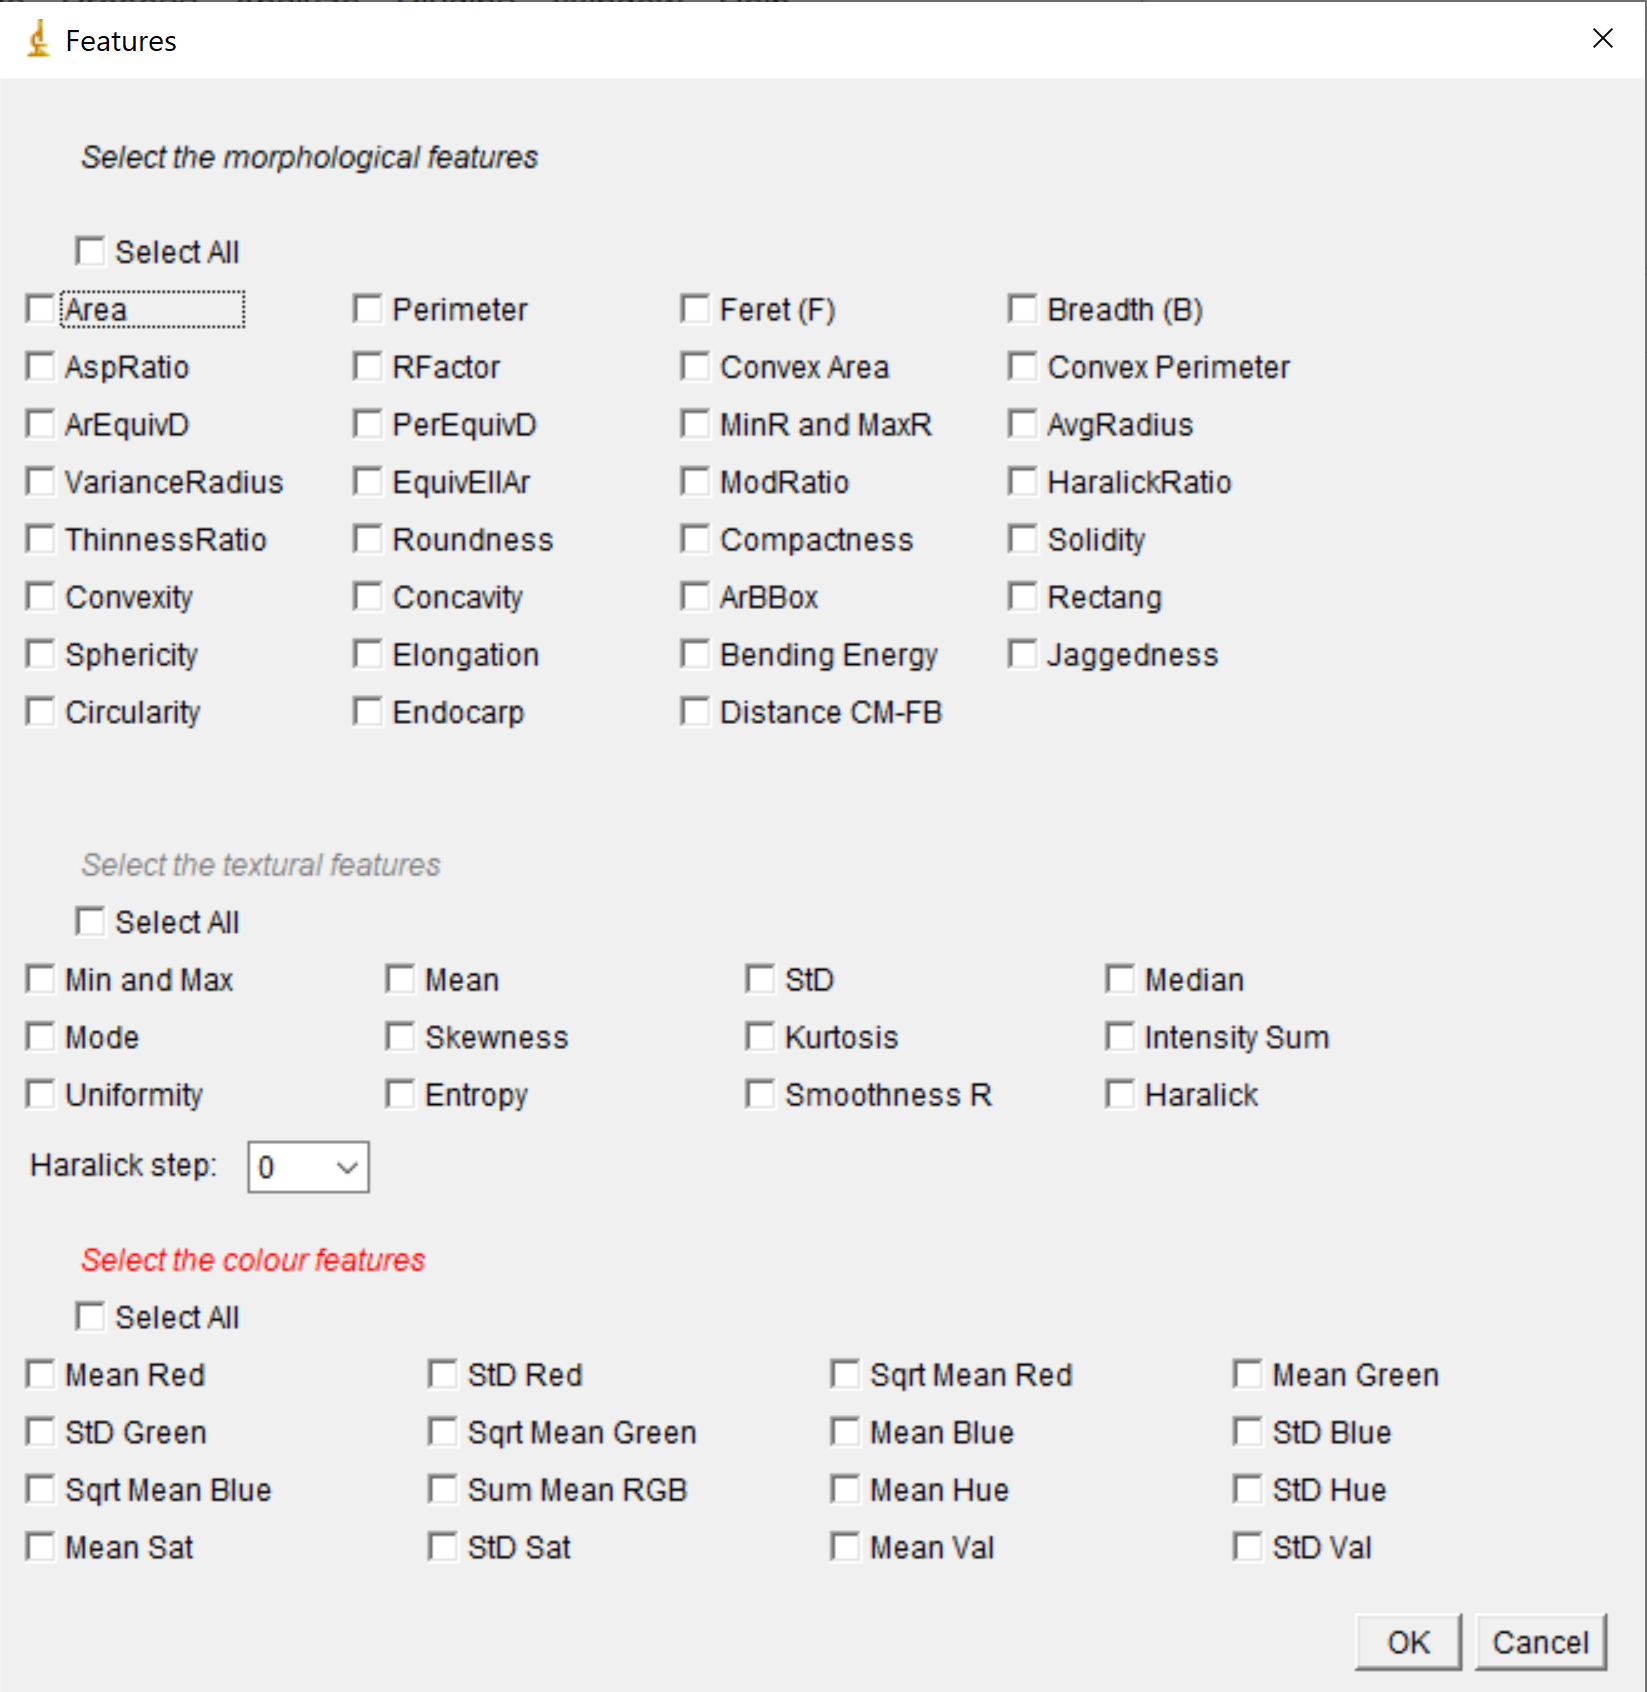 Features
Select the morphological features
Select All
Area Perimeter Feret (F) Breadth (B)
AspRatio RFactor Convex Area Convex Perimeter
ArEquivD PerEquivD MinR and MaxR AvgRadius
VarianceRadius EquivEllAr ModRatio HaralickRatio
ThinnessRatio Roundness Compactness Solidity
Convexity Concavity ArBBox Rectang
Sphericity Elongation Bending Energy Jaggedness
Circularity Endocarp Distance CM-FB
Select the textural features
Select All
Min and Max Mean StD Median
Mode Skewness Kurtosis Intensity Sum
Uniformity Entropy Smoothness R Haralick
Haralick step: 0
Select the colour features
Select All
Mean Red StD Red Sqrt Mean Red Mean Green
StD Green Sqrt Mean Green Mean Blue StD Blue
Sqrt Mean Blue Sum Mean RGB Mean Hue StD Hue
Mean Sat StD Sat Mean Val StD Val
OK Cancel